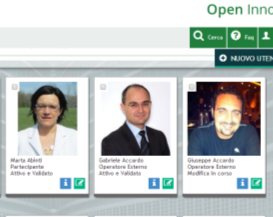 Open Inno
Cerca Faq
NUOVO UTEN
Marta Abinti
Partecipante
Attivo e Validato
Gabriele Accardo
Operatore Esterno
Attivo e Validato
Giuseppe Accardo
Operatore Esterno
Modifica in corso